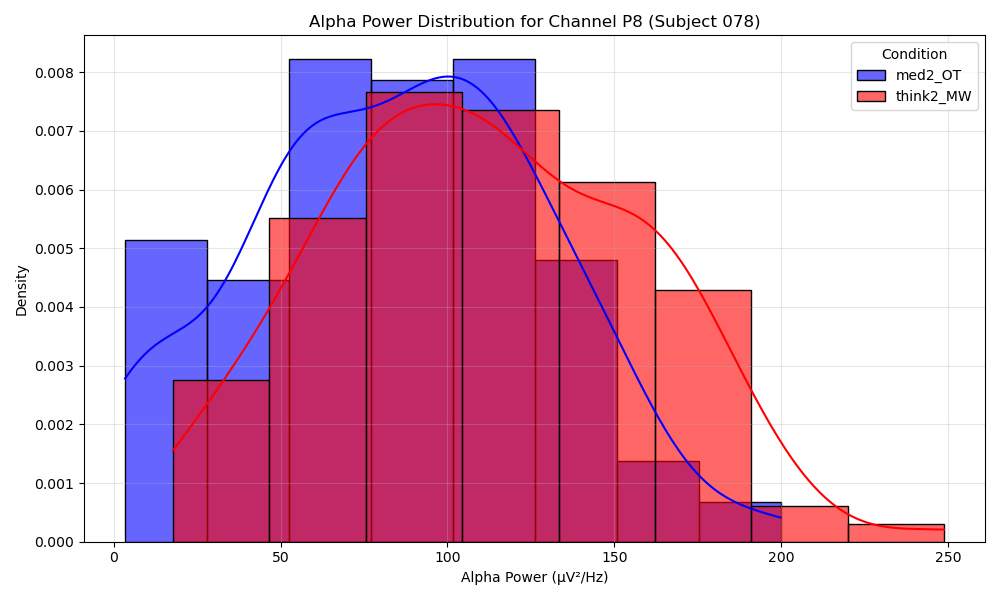 Alpha Power Distribution for Channel P8 (Subject 078)
Condition
med2_OT
think2_MW
Density
0.008
0.007
0.006
0.005
0.004
0.003
0.002
0.001
0.000
0
50
100
150
200
250
Alpha Power (μV²/Hz)